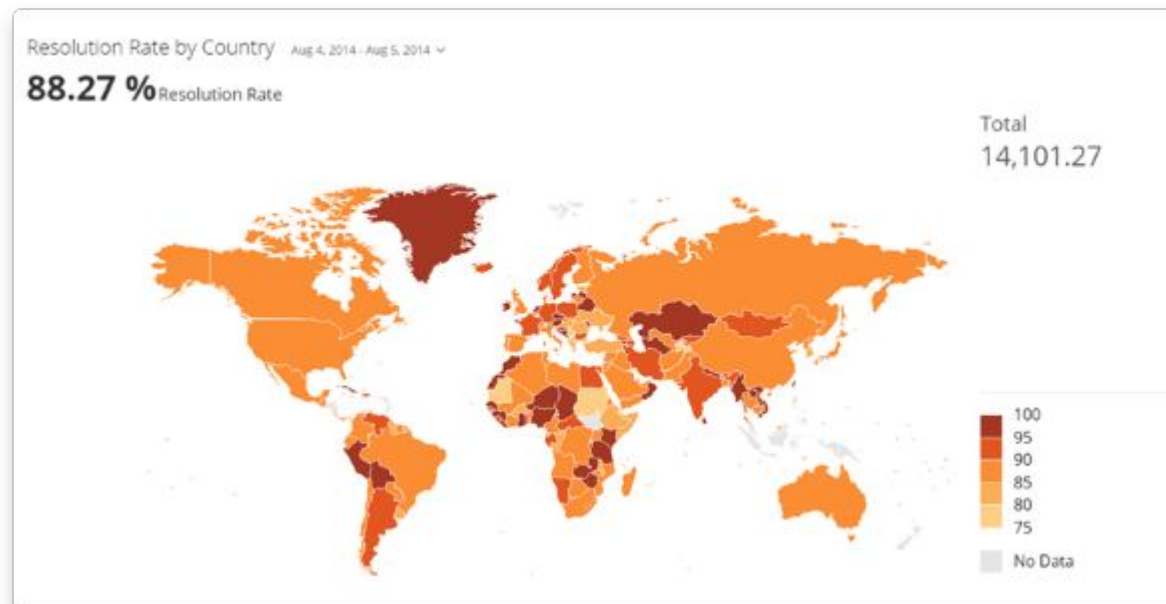 Resolution Rate by Country Aug 4, 2014 - Aug 5, 2014
88.27 % Resolution Rate
Total
14,101.27
100
95
90
85
80
75
No Data